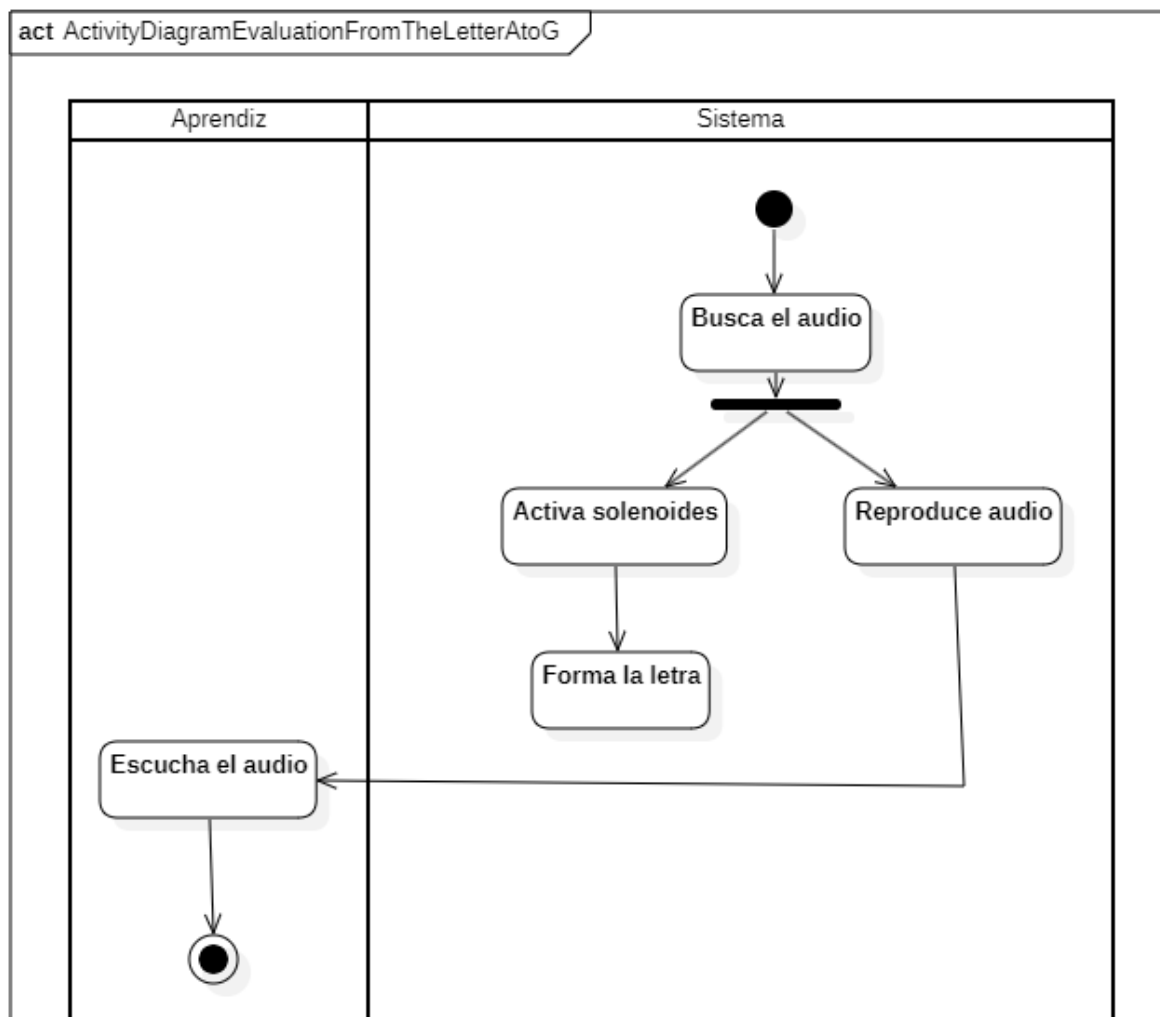 act ActivityDiagramEvaluationFromTheLetterAtoG
Aprendiz
Sistema
Busca el audio
Activa solenoides
Reproduce audio
Forma la letra
Escucha el audio